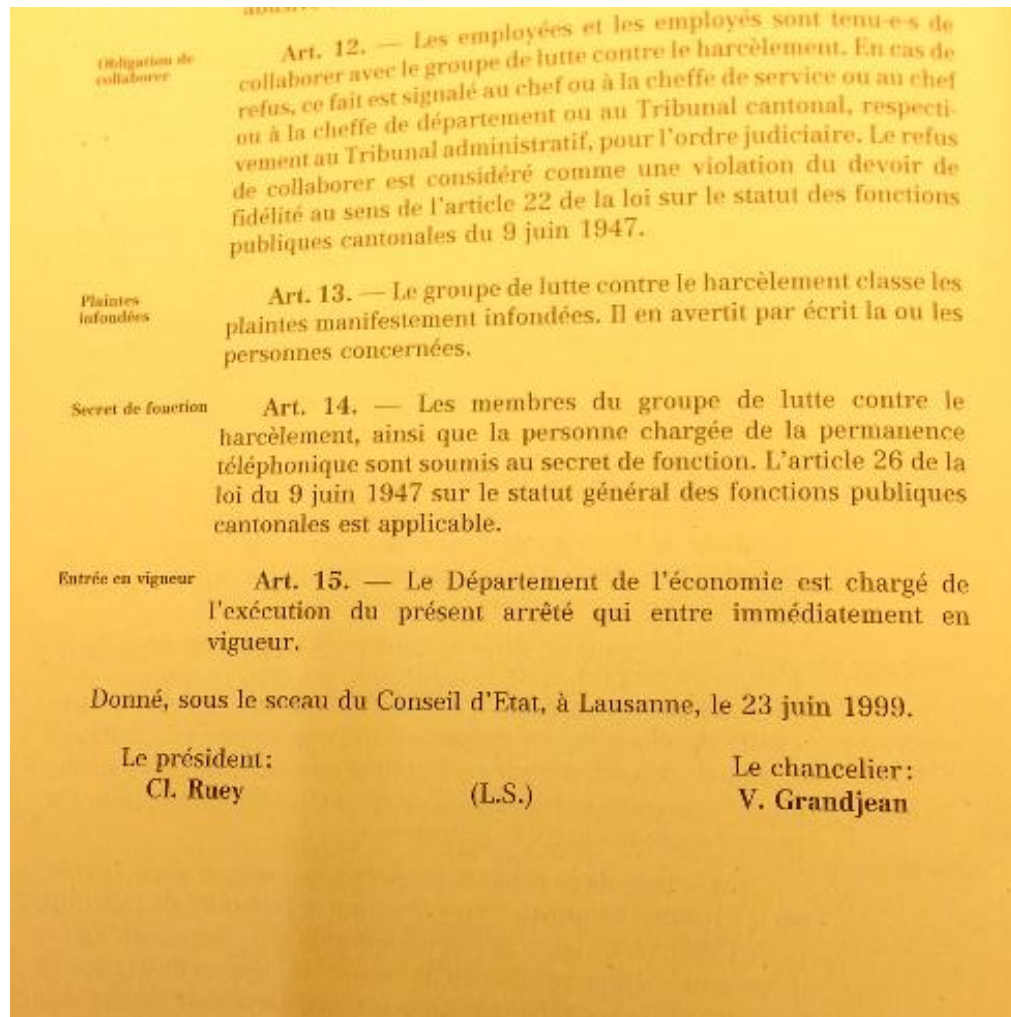 Obligation de
collaborer
Art. 12. — Les employées et les employés sont tenu-e-s de
collaborer avec le groupe de lutte contre le harcèlement. En cas de
refus, ce fait est signalé au chef ou à la cheffe de service ou au chef
ou à la cheffe de département ou au Tribunal cantonal, respecti-
vement au Tribunal administratif, pour l'ordre judiciaire. Le refus
de collaborer est considéré comme une violation du devoir de
fidélité au sens de l'article 22 de la loi sur le statut des fonctions
publiques cantonales du 9 juin 1947.
Plaintes
infondées
Art. 13. — Le groupe de lutte contre le harcèlement classe les
plaintes manifestement infondées. Il en avertit par écrit la ou les
personnes concernées.
Secret de fonction
Art. 14. — Les membres du groupe de lutte contre le
harcèlement, ainsi que la personne chargée de la permanence
téléphonique sont soumis au secret de fonction. L'article 26 de la
loi du 9 juin 1947 sur le statut général des fonctions publiques
cantonales est applicable.
Entrée en vigueur
Art. 15. — Le Département de l'économie est chargé de
l'exécution du présent arrêté qui entre immédiatement en
vigueur.
Donné, sous le sceau du Conseil d'Etat, à Lausanne, le 23 juin 1999.
Le président:
Cl. Ruey
(L.S.)
Le chancelier:
V. Grandjean